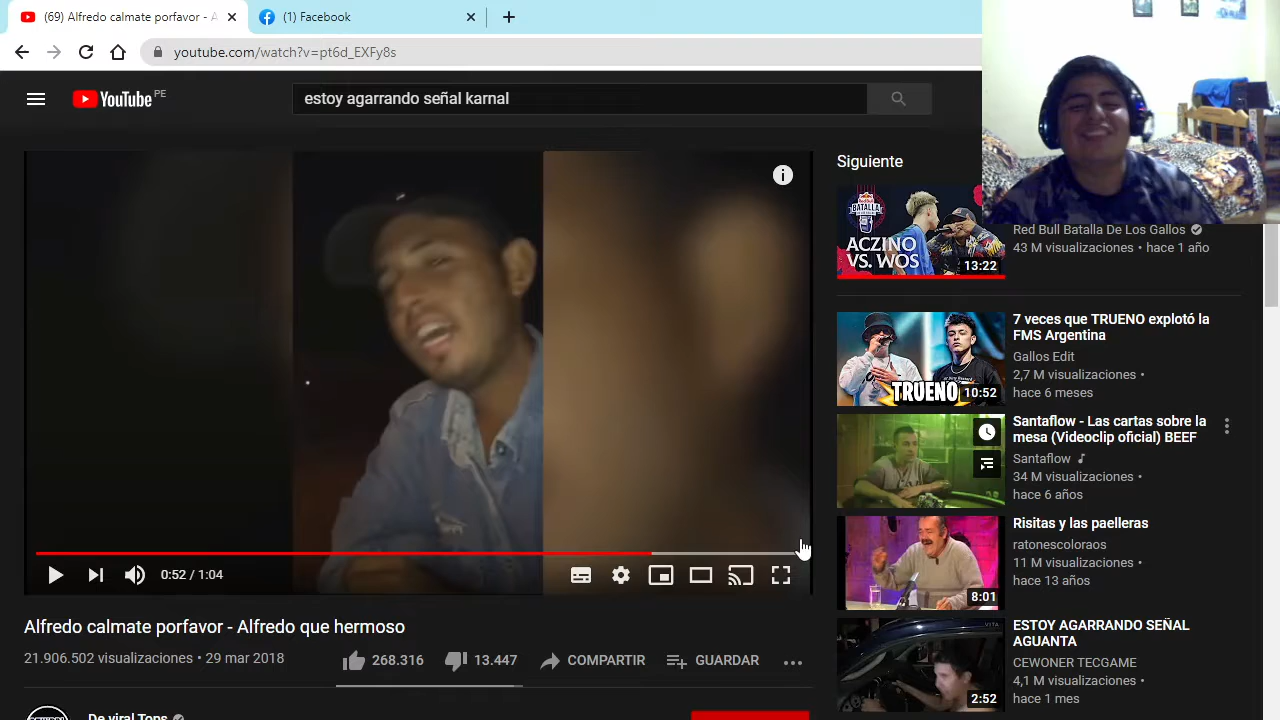 (69) Alfredo calmate porfavor - A
(1) Facebook
youtube.com/watch?v=pt6d_EXFy8s
YouTube PE
estoy agarrando señal karnal
Siguiente
Red Bull
BATALLA
ACZINO
VS. WOS
13:22
Red Bull Batalla De Los Gallos
43 M visualizaciones • hace 1 año
TRUENO
10:52
7 veces que TRUENO explotó la
FMS Argentina
Gallos Edit
2,7 M visualizaciones •
hace 6 meses
Santaflow - Las cartas sobre la
mesa (Videoclip oficial) BEEF
Santaflow
34 M visualizaciones •
hace 6 años
8:01
Risitas y las paelleras
ratonescoloraos
11 M visualizaciones •
hace 13 años
2:52
ESTOY AGARRANDO SEÑAL
AGUANTA
CEWONER TECGAME
4,1 M visualizaciones •
hace 1 mes
0:52 / 1:04
Alfredo calmate porfavor - Alfredo que hermoso
21.906.502 visualizaciones • 29 mar 2018
268.316
13.447
COMPARTIR
GUARDAR
De viral Tops